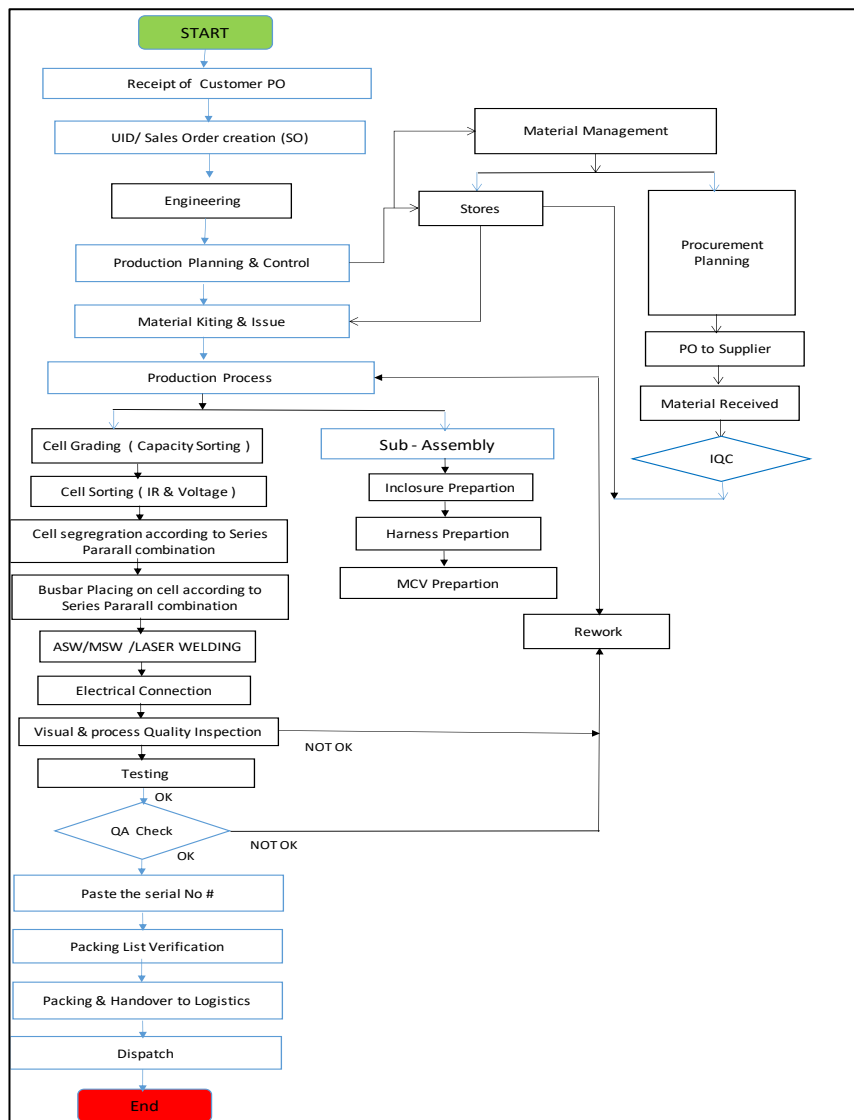 START
Receipt of Customer PO
UID/ Sales Order creation (SO)
Engineering
Production Planning & Control
Material Kiting & Issue
Production Process
Material Management
Stores
Procurement
Planning
PO to Supplier
Material Received
IQC
Cell Grading ( Capacity Sorting )
Cell Sorting ( IR & Voltage )
Cell segregration according to Series
Pararall combination
Busbar Placing on cell according to
Series Pararall combination
ASW/MSW /LASER WELDING
Electrical Connection
Visual & process Quality Inspection
NOT OK
Testing
OK
QA Check
OK
NOT OK
Sub - Assembly
Inclosure Prepartion
Harness Prepartion
MCV Prepartion
Rework
Paste the serial No #
Packing List Verification
Packing & Handover to Logistics
Dispatch
End